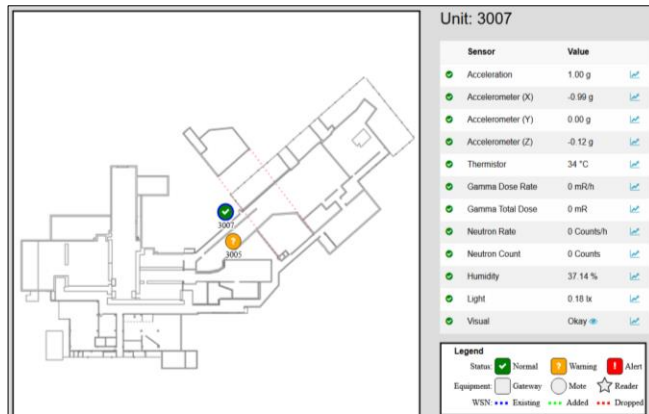 3007
3005
Unit: 3007
Sensor Value
Acceleration 1.00 g
Accelerometer (X) -0.99 g
Accelerometer (Y) 0.00 g
Accelerometer (Z) -0.12 g
Thermistor 34 °C
Gamma Dose Rate 0 mR/h
Gamma Total Dose 0 mR
Neutron Rate 0 Counts/h
Neutron Count 0 Counts
Humidity 37.14 %
Light 0.18 lx
Visual Okay
Legend
Status: Normal ? Warning ! Alert
Equipment: Gateway Mote Reader
WSN: Existing Added Dropped